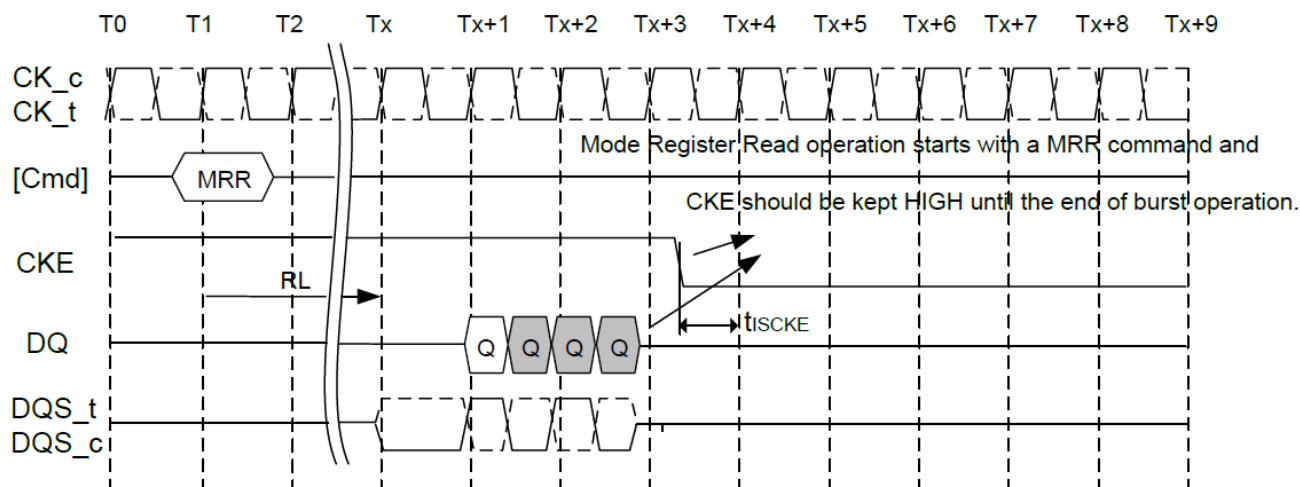 T0 T1 T2 Tx Tx+1 Tx+2 Tx+3 Tx+4 Tx+5 Tx+6 Tx+7 Tx+8 Tx+9
CK_c
CK_t
Mode Register Read operation starts with a MRR command and
[Cmd] MRR
CKE should be kept HIGH until the end of burst operation.
CKE
RL
tISCKE
DQ Q Q Q Q
DQS_t
DQS_c